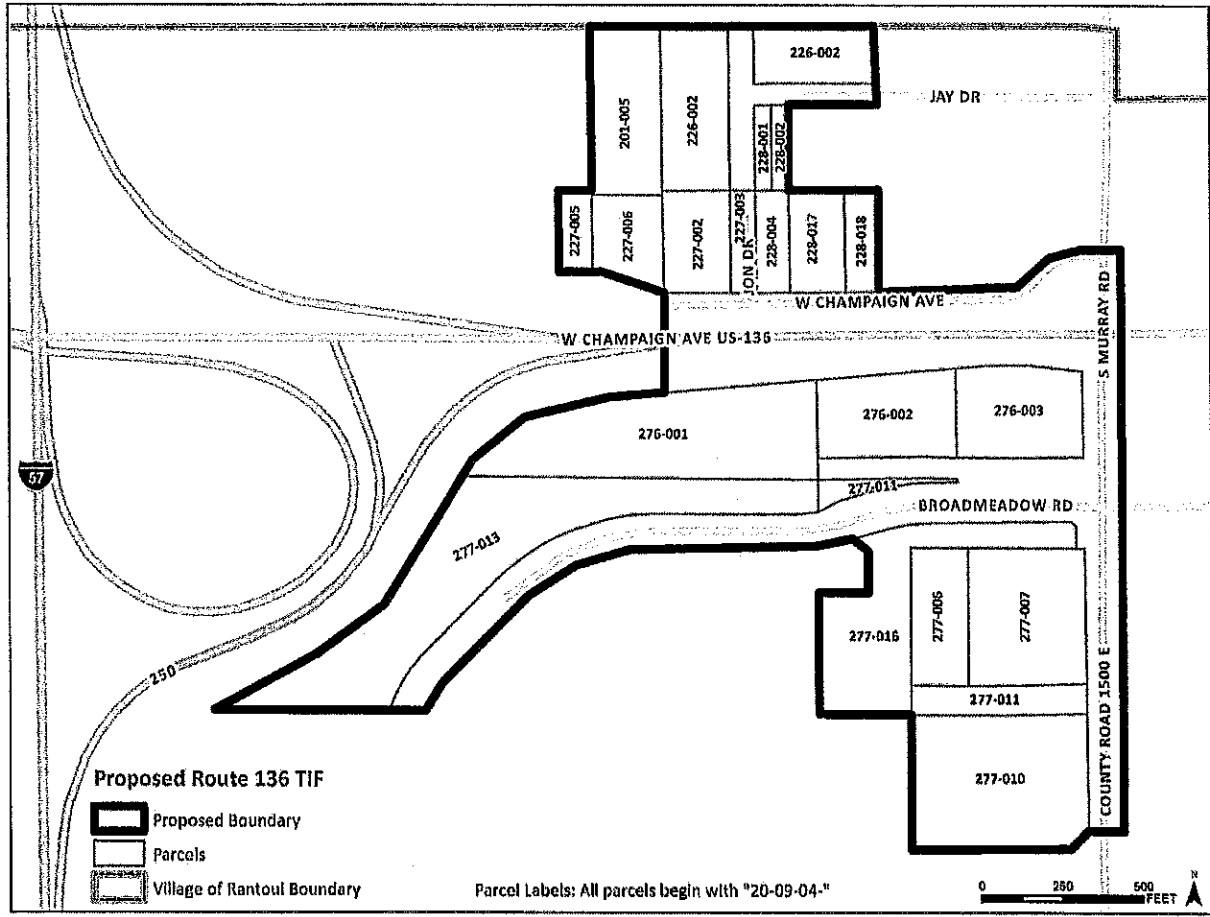 226-002
JAY DR
201-005
226-002
228-001
228-002
227-005
227-006
227-002
227-003
JON DR
228-004
228-017
228-018
W CHAMPAIGN AVE
S MURRAY RD
W CHAMPAIGN AVE US-136
276-001
276-002
276-003
57
277-011
BROADMEADOW RD
277-013
277-016
277-006
277-007
250
277-011
COUNTY ROAD 1500 E
277-010
Proposed Route 136 TIF
Proposed Boundary
Parcels
Village of Rantoul Boundary
Parcel Labels: All parcels begin with "20-09-04-"
0 250 500
FEET
N